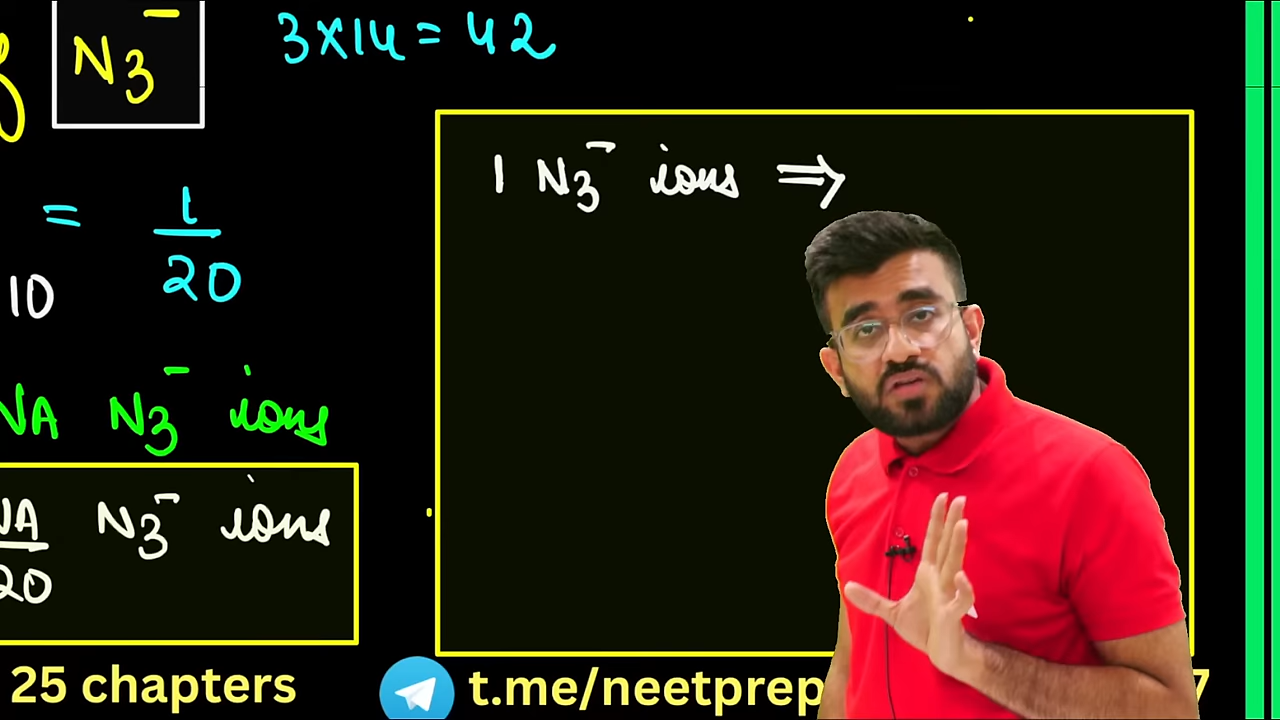 N3⁻
3×14 = 42
1 N3⁻ ions ⇒
= 1/20
10
NA N3⁻ ions
NA/20 N3⁻ ions
25 chapters
t.me/neetprep
7